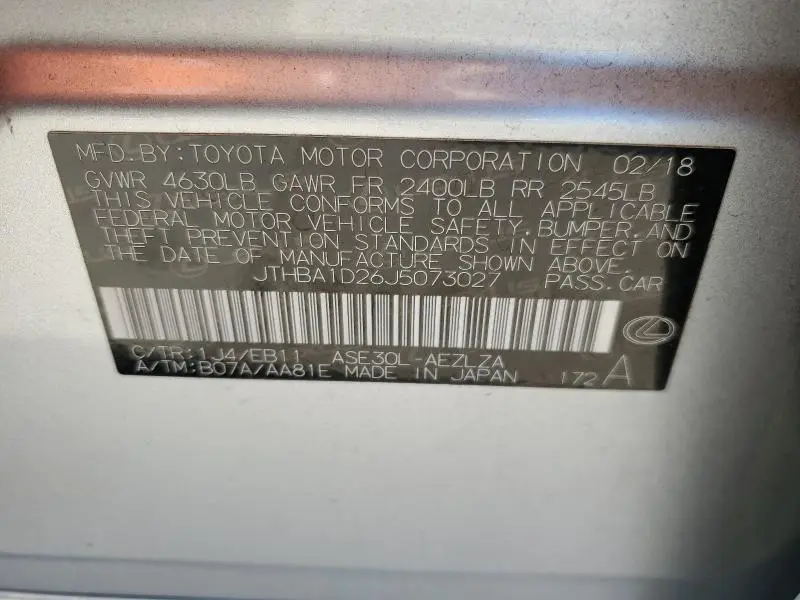 MFD. BY: TOYOTA MOTOR CORPORATION 02/18
GVWR 4630LB GAWR FR 2400LB RR 2545LB
THIS VEHICLE CONFORMS TO ALL APPLICABLE
FEDERAL MOTOR VEHICLE SAFETY, BUMPER, AND
THEFT PREVENTION STANDARDS IN EFFECT ON
THE DATE OF MANUFACTURE SHOWN ABOVE.
JTHBA1D26J5073027 PASS. CAR
C/TR: 1J4/EB11 ASE30L-AEZLZA
A/TM: B07A/AA81E MADE IN JAPAN 172 A